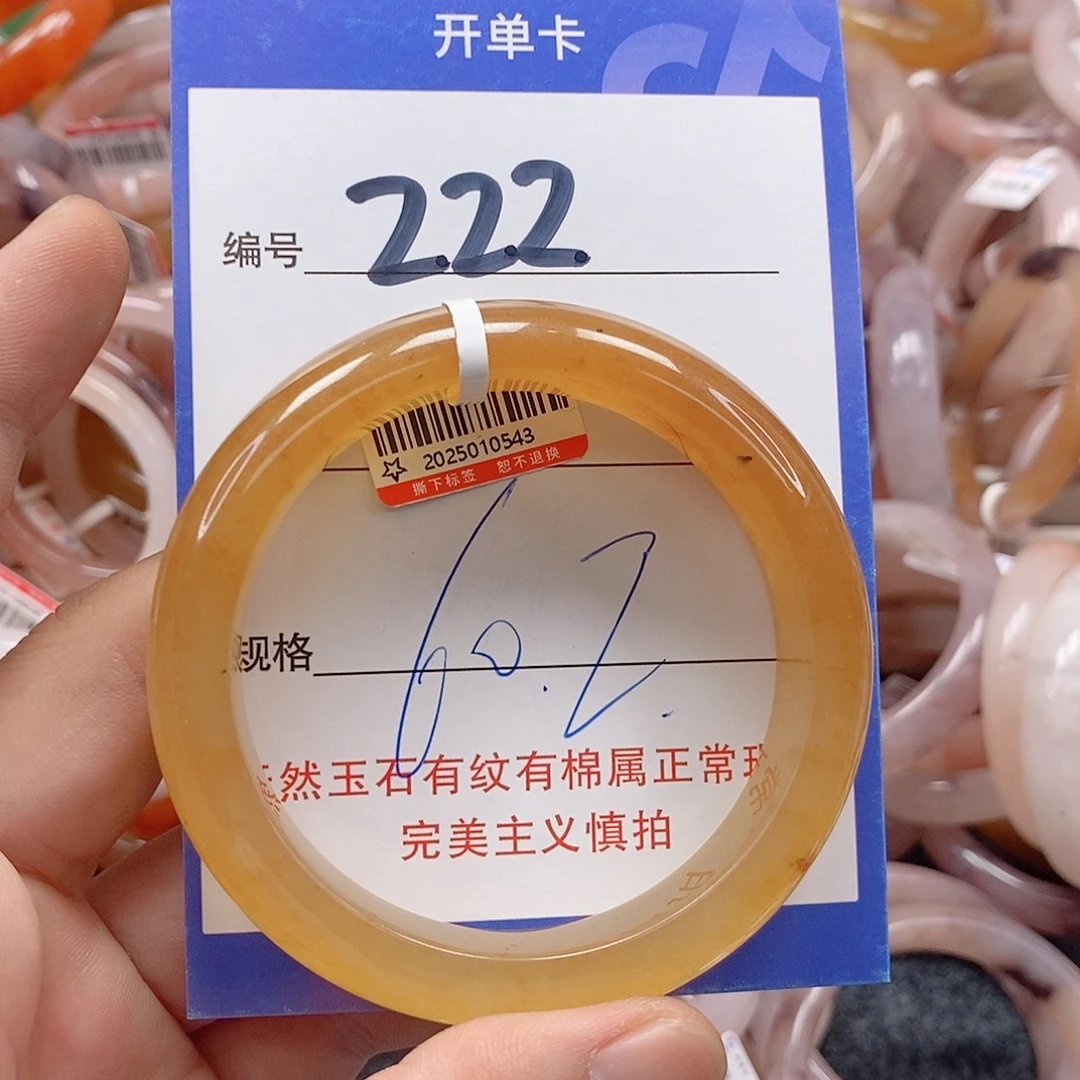 开单卡
编号 222.
2025010543
撕下标签 恕不退换
规格 60.7.
然玉石有纹有棉属正常
完美主义慎拍